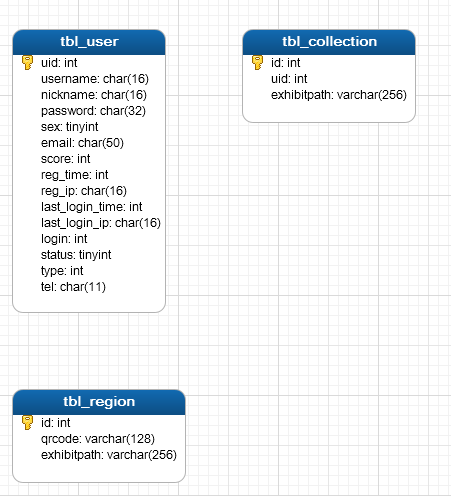 tbl_user
uid: int
username: char(16)
nickname: char(16)
password: char(32)
sex: tinyint
email: char(50)
score: int
reg_time: int
reg_ip: char(16)
last_login_time: int
last_login_ip: char(16)
login: int
status: tinyint
type: int
tel: char(11)
tbl_collection
id: int
uid: int
exhibitpath: varchar(256)
tbl_region
id: int
qrcode: varchar(128)
exhibitpath: varchar(256)